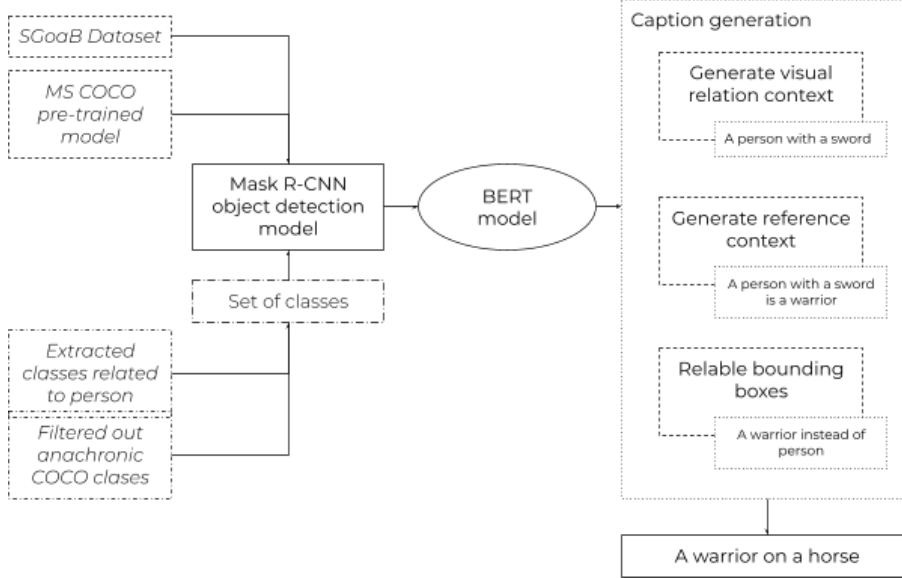 SGoaB Dataset
MS COCO
pre-trained
model
Mask R-CNN
object detection
model
Set of classes
Extracted
classes related
to person
Filtered out
anachronic
COCO clases
BERT
model
Caption generation
Generate visual
relation context
A person with a sword
Generate reference
context
A person with a sword
is a warrior
Relable bounding
boxes
A warrior instead of
person
A warrior on a horse